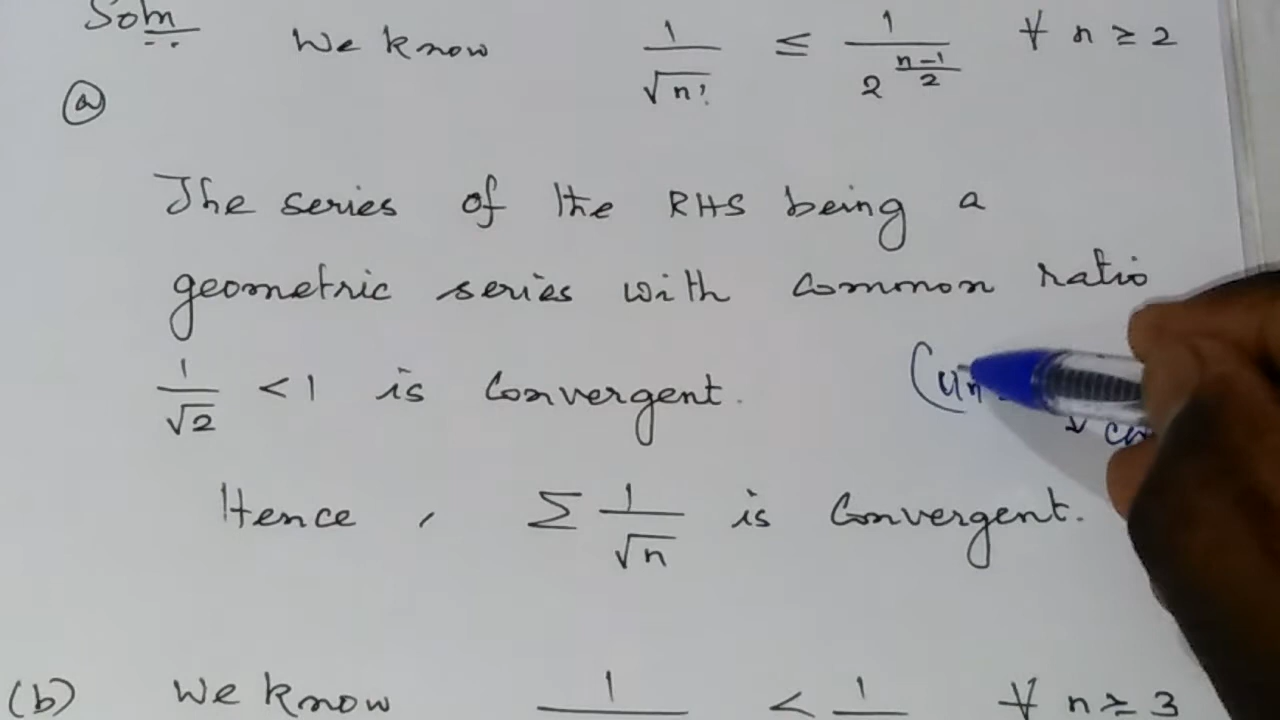 Soln
(a) We know 1/√n! ≤ 1/2^((n-1)/2) ∀ n ≥ 2
The series of the RHS being a
geometric series with common ratio
1/√2 < 1 is convergent. (un
Hence, Σ 1/√n is convergent.
(b) We know 1 < 1 ∀ n ≥ 3